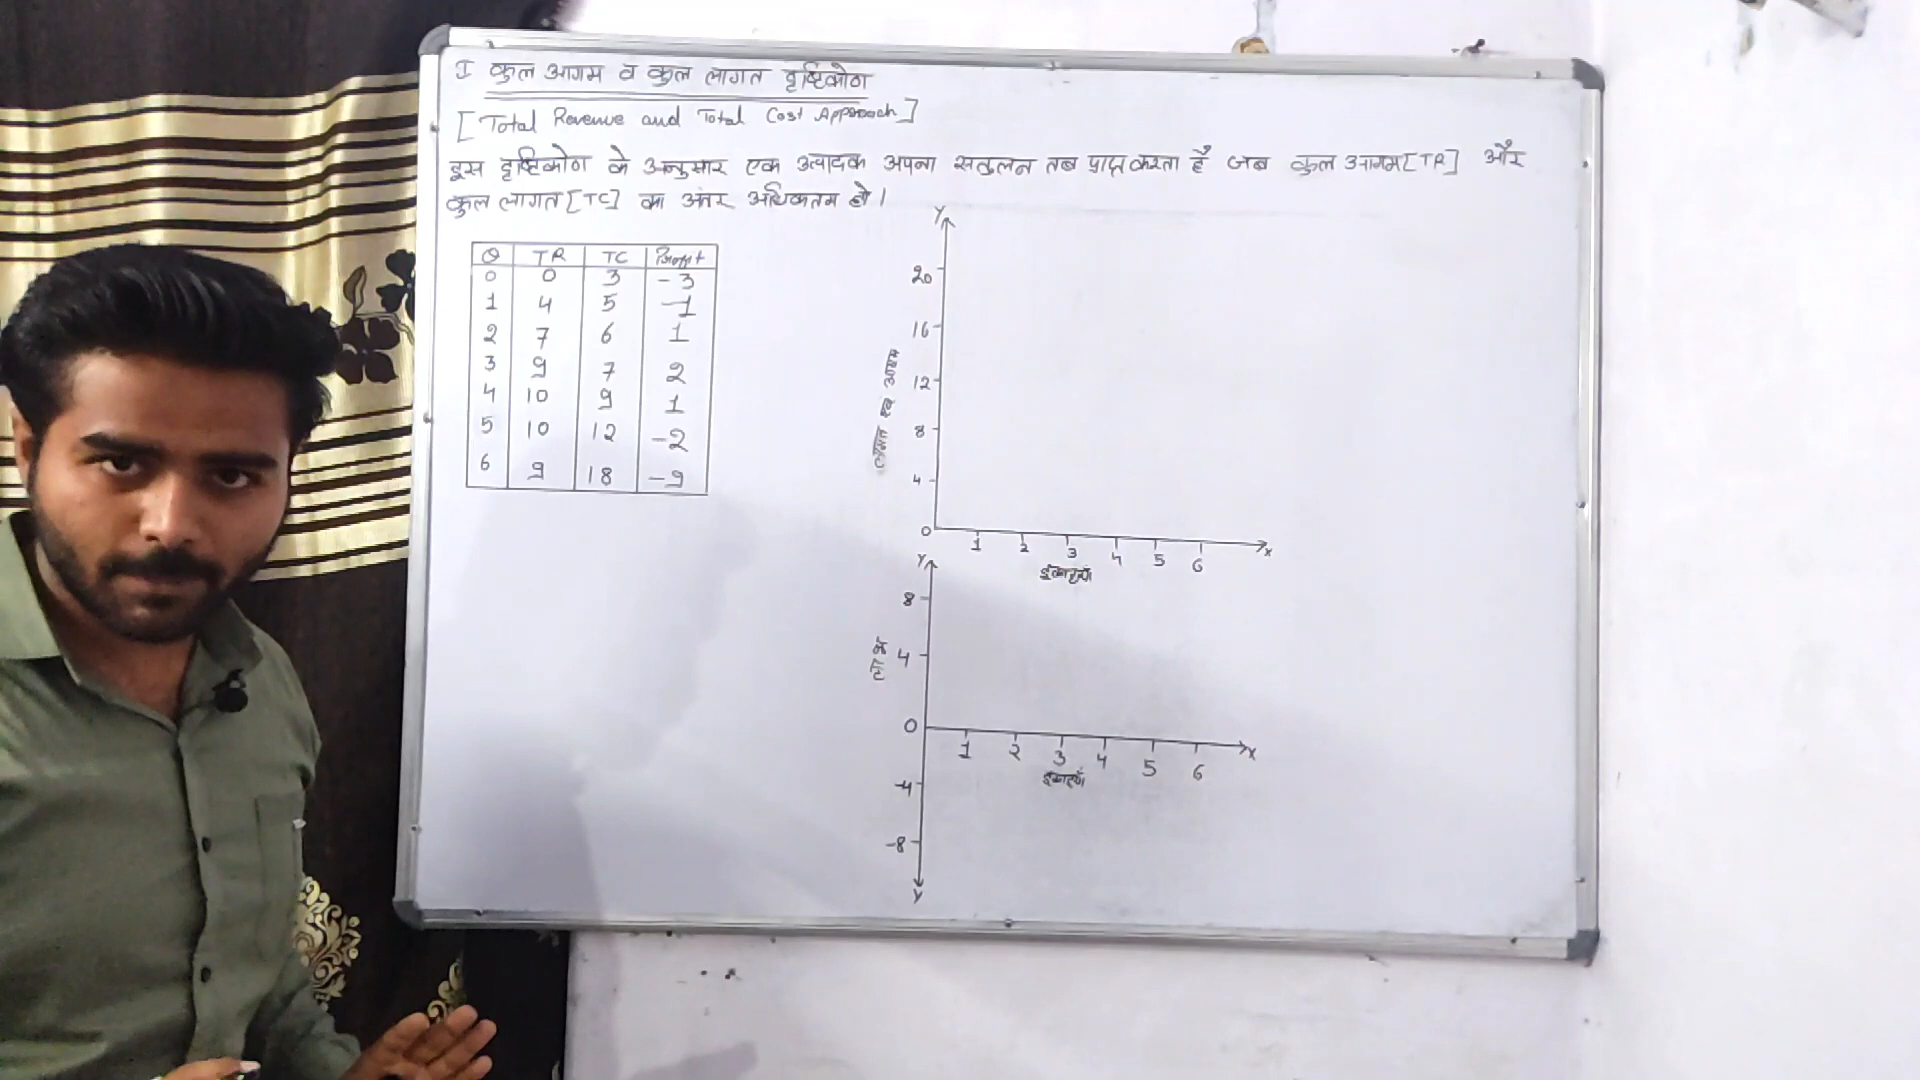 I कुल आगम व कुल लागत दृष्टिकोण
[Total Revenue and Total Cost Approach]
इस दृष्टिकोण के अनुसार एक उत्पादक अपना सतुलन तब प्राप्त करता हैं जब कुल आगम [TR] और
कुल लागत [TC] का अंतर अधिकतम हो।
Q TR TC Profit
0 0 3 -3
1 4 5 -1
2 7 6 1
3 9 7 2
4 10 9 1
5 10 12 -2
6 9 18 -9
Y
20
16
12
8
4
0
लागत एवं आगम
1 2 3 4 5 6 X
इकाइयाँ
Y
8
4
0
-4
-8
Y
1 2 3 4 5 6 X
इकाइयाँ